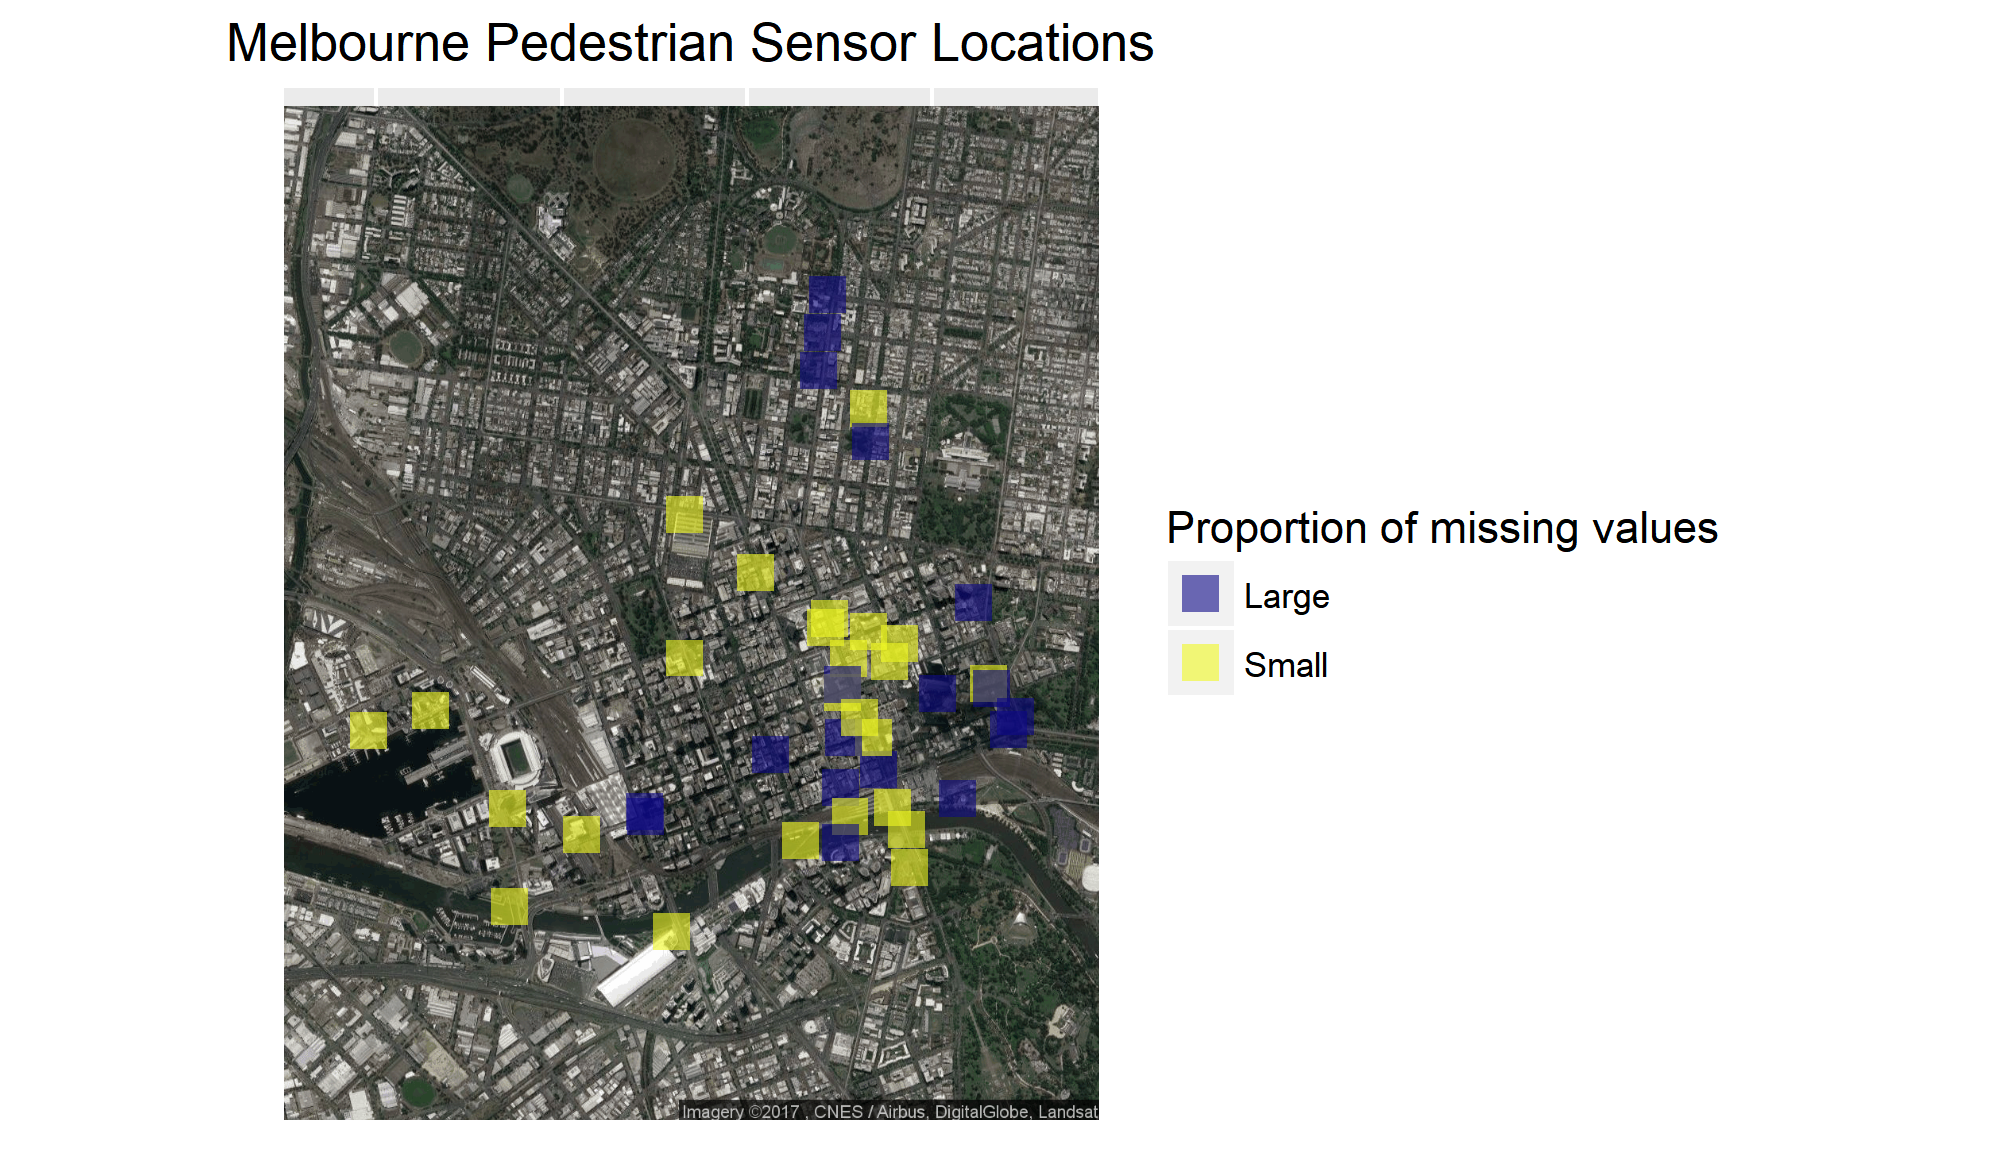 Melbourne Pedestrian Sensor Locations
Proportion of missing values
Large
Small
Imagery ©2017 , CNES / Airbus, DigitalGlobe, Landsat